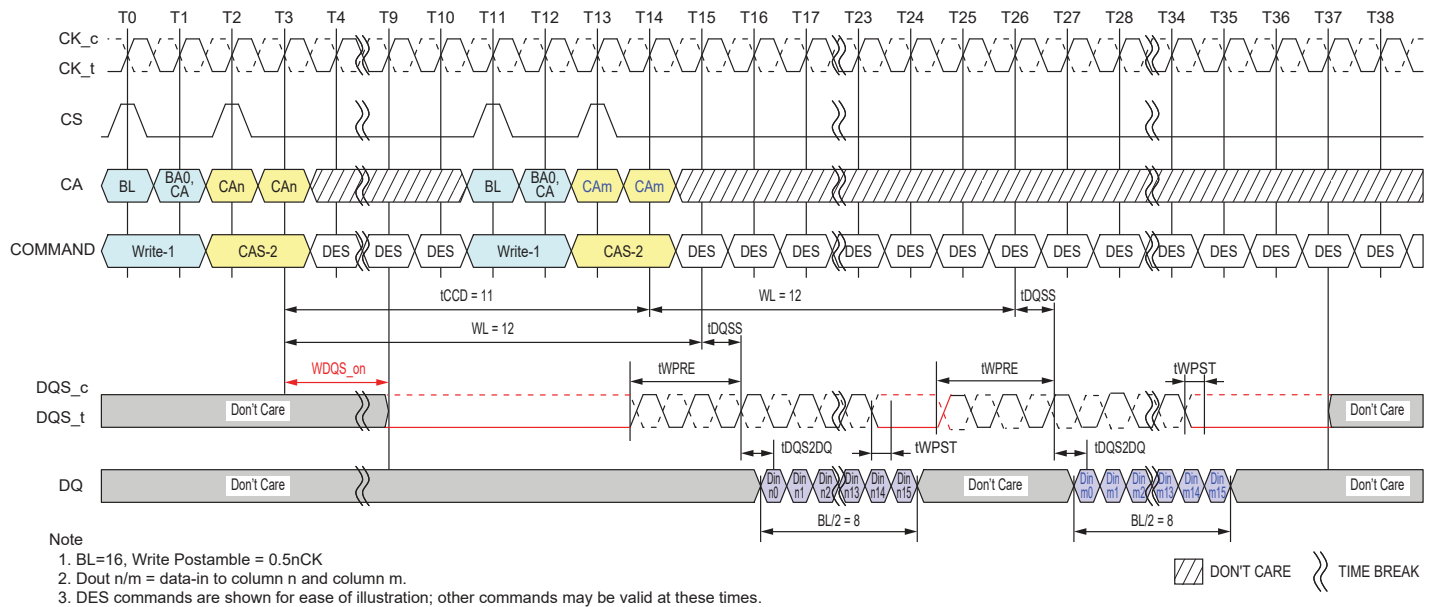 T0 T1 T2 T3 T4 T9 T10 T11 T12 T13 T14 T15 T16 T17 T23 T24 T25 T26 T27 T28 T34 T35 T36 T37 T38
CK_c
CK_t
CS
CA BL BA0, CA CAn CAn BL BA0, CA CAm CAm
COMMAND Write-1 CAS-2 DES DES DES Write-1 CAS-2 DES DES DES DES DES DES DES DES DES DES DES DES DES DES
tCCD = 11 WL = 12 tDQSS
WL = 12 tDQSS
WDQS_on tWPRE tWPRE tWPST
DQS_c
DQS_t Don't Care Don't Care
tDQS2DQ tWPST tDQS2DQ
DQ Don't Care Din n0 Din n1 Din n2 Din n13 Din n14 Din n15 Don't Care Din m0 Din m1 Din m2 Din m13 Din m14 Din m15 Don't Care
BL/2 = 8 BL/2 = 8
Note
1. BL=16, Write Postamble = 0.5nCK
2. Dout n/m = data-in to column n and column m.
3. DES commands are shown for ease of illustration; other commands may be valid at these times.
DON'T CARE TIME BREAK